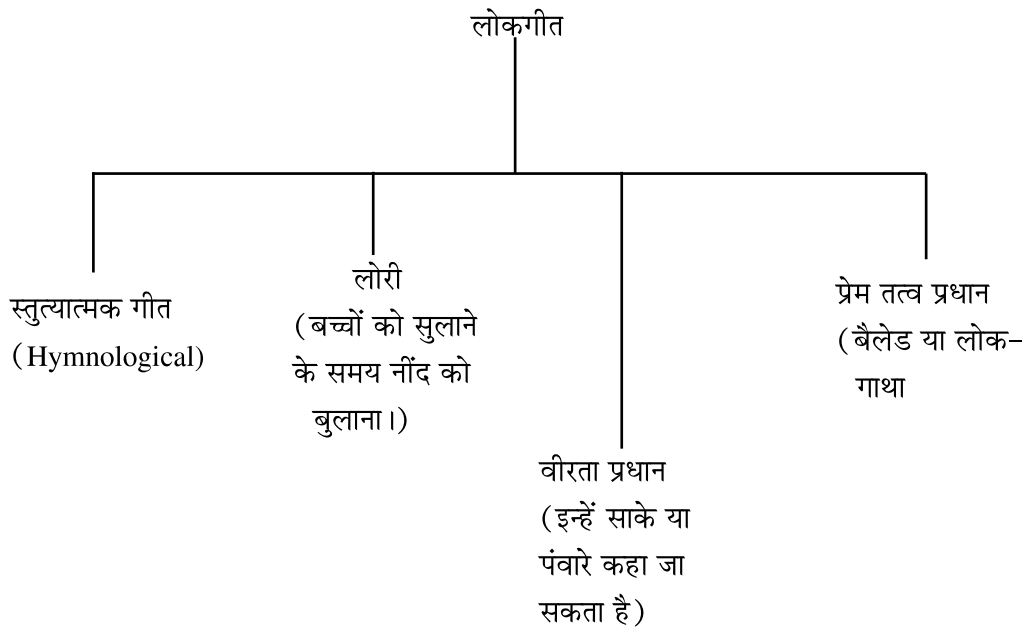 लोकगीत
स्तुत्यात्मक गीत
(Hymnological)
लोरी
(बच्चों को सुलाने
के समय नींद को
बुलाना।)
वीरता प्रधान
(इन्हें साके या
पंवारे कहा जा
सकता है)
प्रेम तत्व प्रधान
(बैलेड या लोक-
गाथा